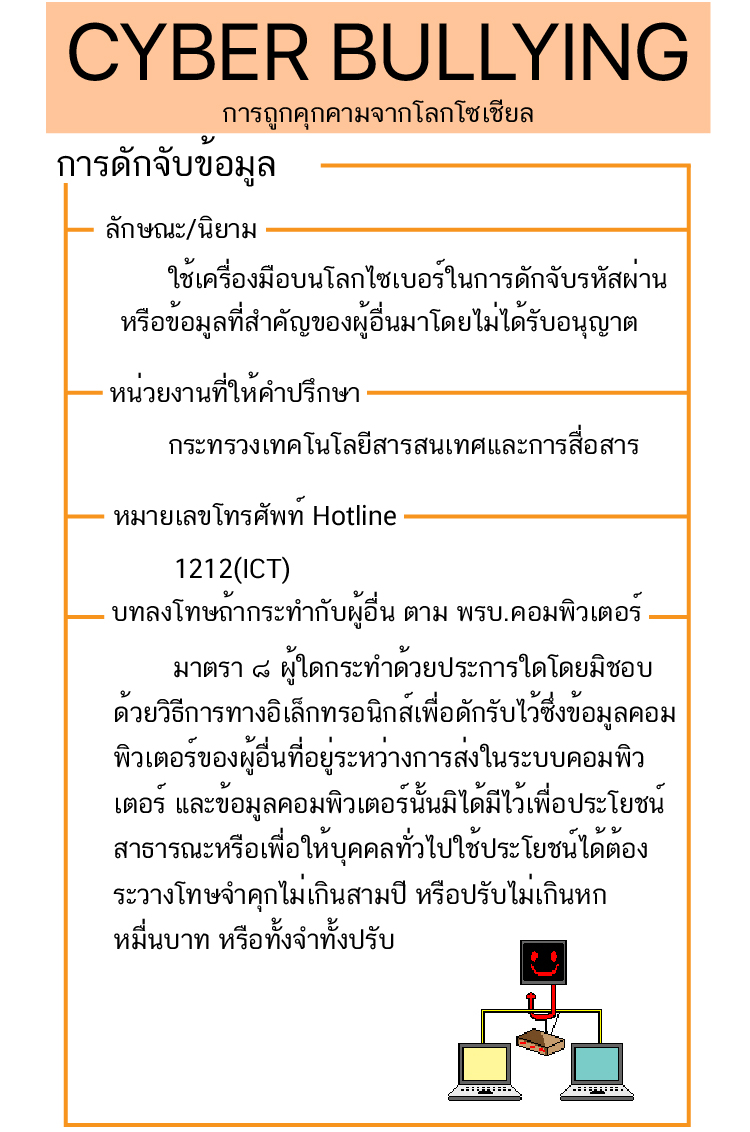 CYBER BULLYING
การถูกคุกคามจากโลกโซเชียล
การดักจับข้อมูล
ลักษณะ/นิยาม
ใช้เครื่องมือบนโลกไซเบอร์ในการดักจับรหัสผ่าน
หรือข้อมูลที่สำคัญของผู้อื่นมาโดยไม่ได้รับอนุญาต
หน่วยงานที่ให้คำปรึกษา
กระทรวงเทคโนโลยีสารสนเทศและการสื่อสาร
หมายเลขโทรศัพท์ Hotline
1212(ICT)
บทลงโทษถ้ากระทำกับผู้อื่น ตาม พรบ.คอมพิวเตอร์
มาตรา ๘ ผู้ใดกระทำด้วยประการใดโดยมิชอบ
ด้วยวิธีการทางอิเล็กทรอนิกส์เพื่อดักรับไว้ซึ่งข้อมูลคอม
พิวเตอร์ของผู้อื่นที่อยู่ระหว่างการส่งในระบบคอมพิว
เตอร์ และข้อมูลคอมพิวเตอร์นั้นมิได้มีไว้เพื่อประโยชน์
สาธารณะหรือเพื่อให้บุคคลทั่วไปใช้ประโยชน์ได้ต้อง
ระวางโทษจำคุกไม่เกินสามปี หรือปรับไม่เกินหก
หมื่นบาท หรือทั้งจำทั้งปรับ